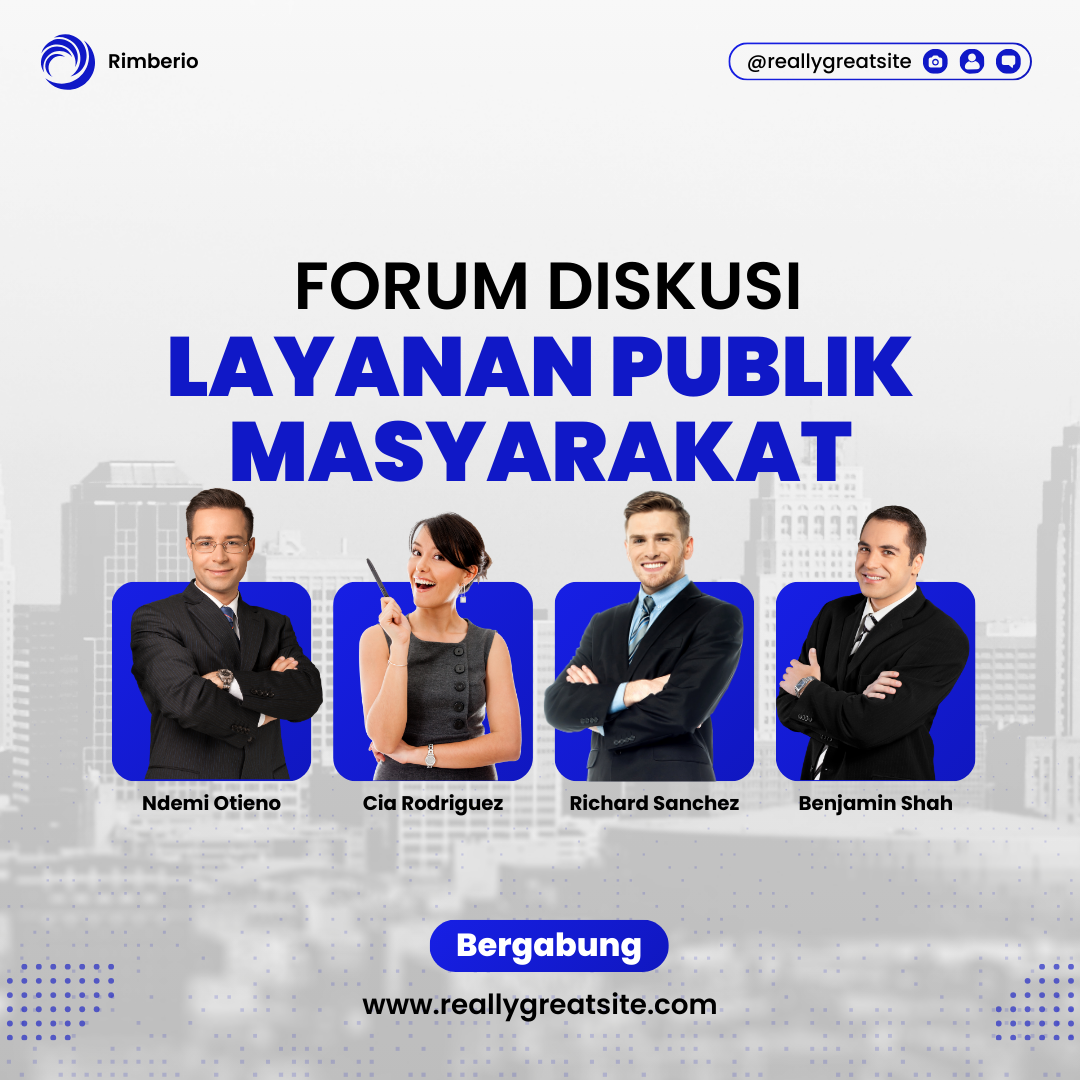 Rimberio
@reallygreatsite
FORUM DISKUSI
LAYANAN PUBLIK
MASYARAKAT
Ndemi Otieno
Cia Rodriguez
Richard Sanchez
Benjamin Shah
Bergabung
www.reallygreatsite.com